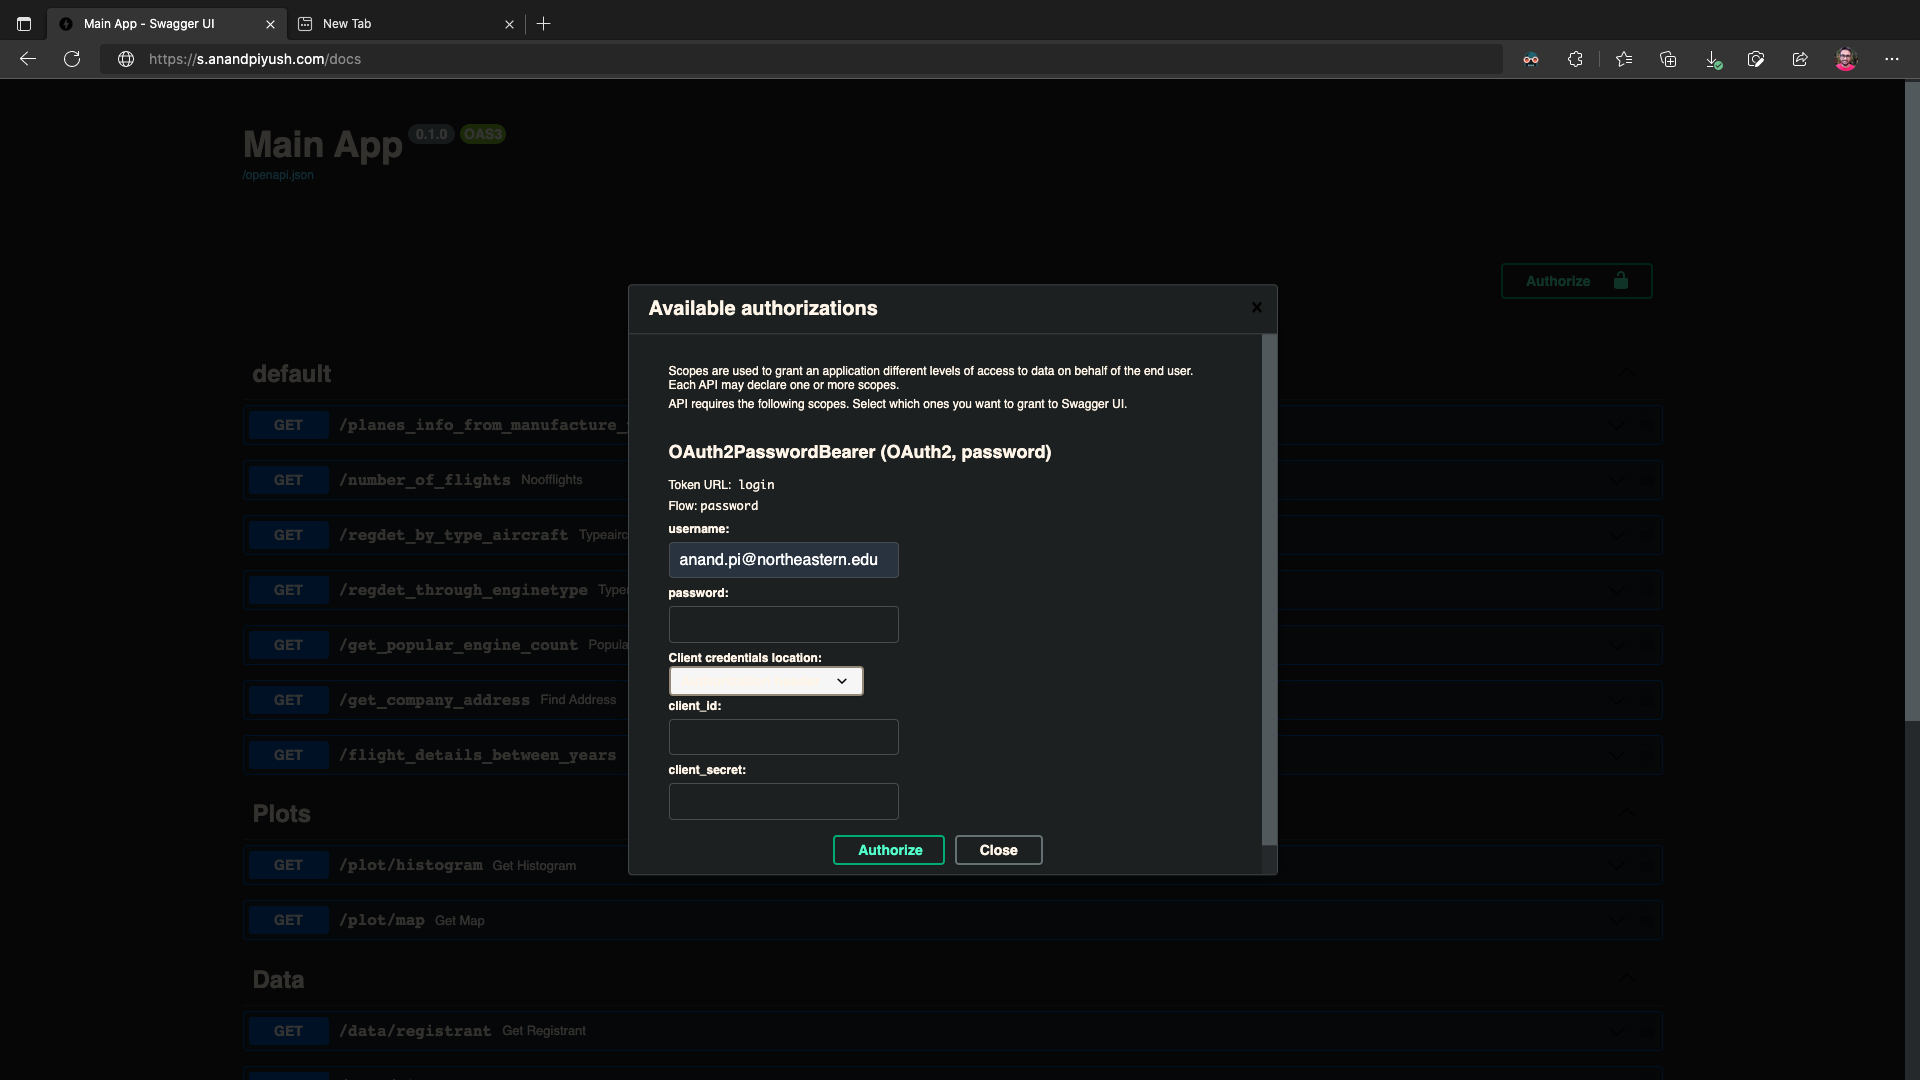 Main App - Swagger UI
New Tab
https://s.anandpiyush.com/docs
Main App 0.1.0 OAS3
/openapi.json
Authorize
Available authorizations
Scopes are used to grant an application different levels of access to data on behalf of the end user.
Each API may declare one or more scopes.
API requires the following scopes. Select which ones you want to grant to Swagger UI.
OAuth2PasswordBearer (OAuth2, password)
Token URL: login
Flow: password
username:
anand.pi@northeastern.edu
password:
Client credentials location:
client_id:
client_secret:
Authorize Close
default
GET /planes_info_from_manufacture_
GET /number_of_flights Noofflights
GET /regdet_by_type_aircraft Typeairc
GET /regdet_through_enginetype Type
GET /get_popular_engine_count Popula
GET /get_company_address Find Address
GET /flight_details_between_years
Plots
GET /plot/histogram Get Histogram
GET /plot/map Get Map
Data
GET /data/registrant Get Registrant